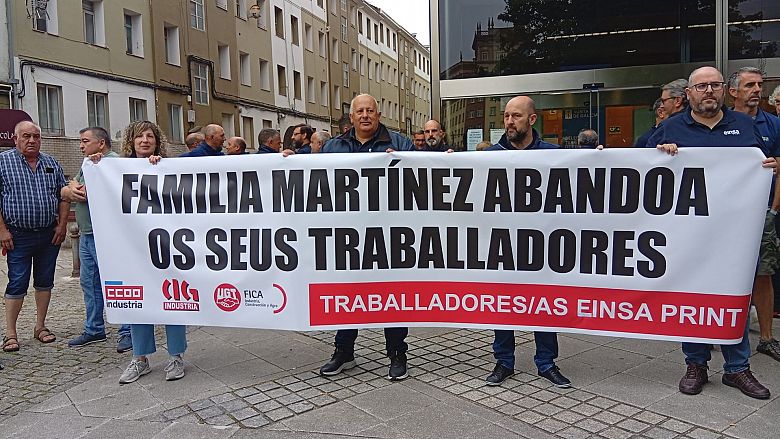 FAMILIA MARTÍNEZ ABANDOA
OS SEUS TRABALLADORES
CCOO
industria
CIG
INDUSTRIA
UGT
FICA
TRABALLADORES/AS EINSA PRINT